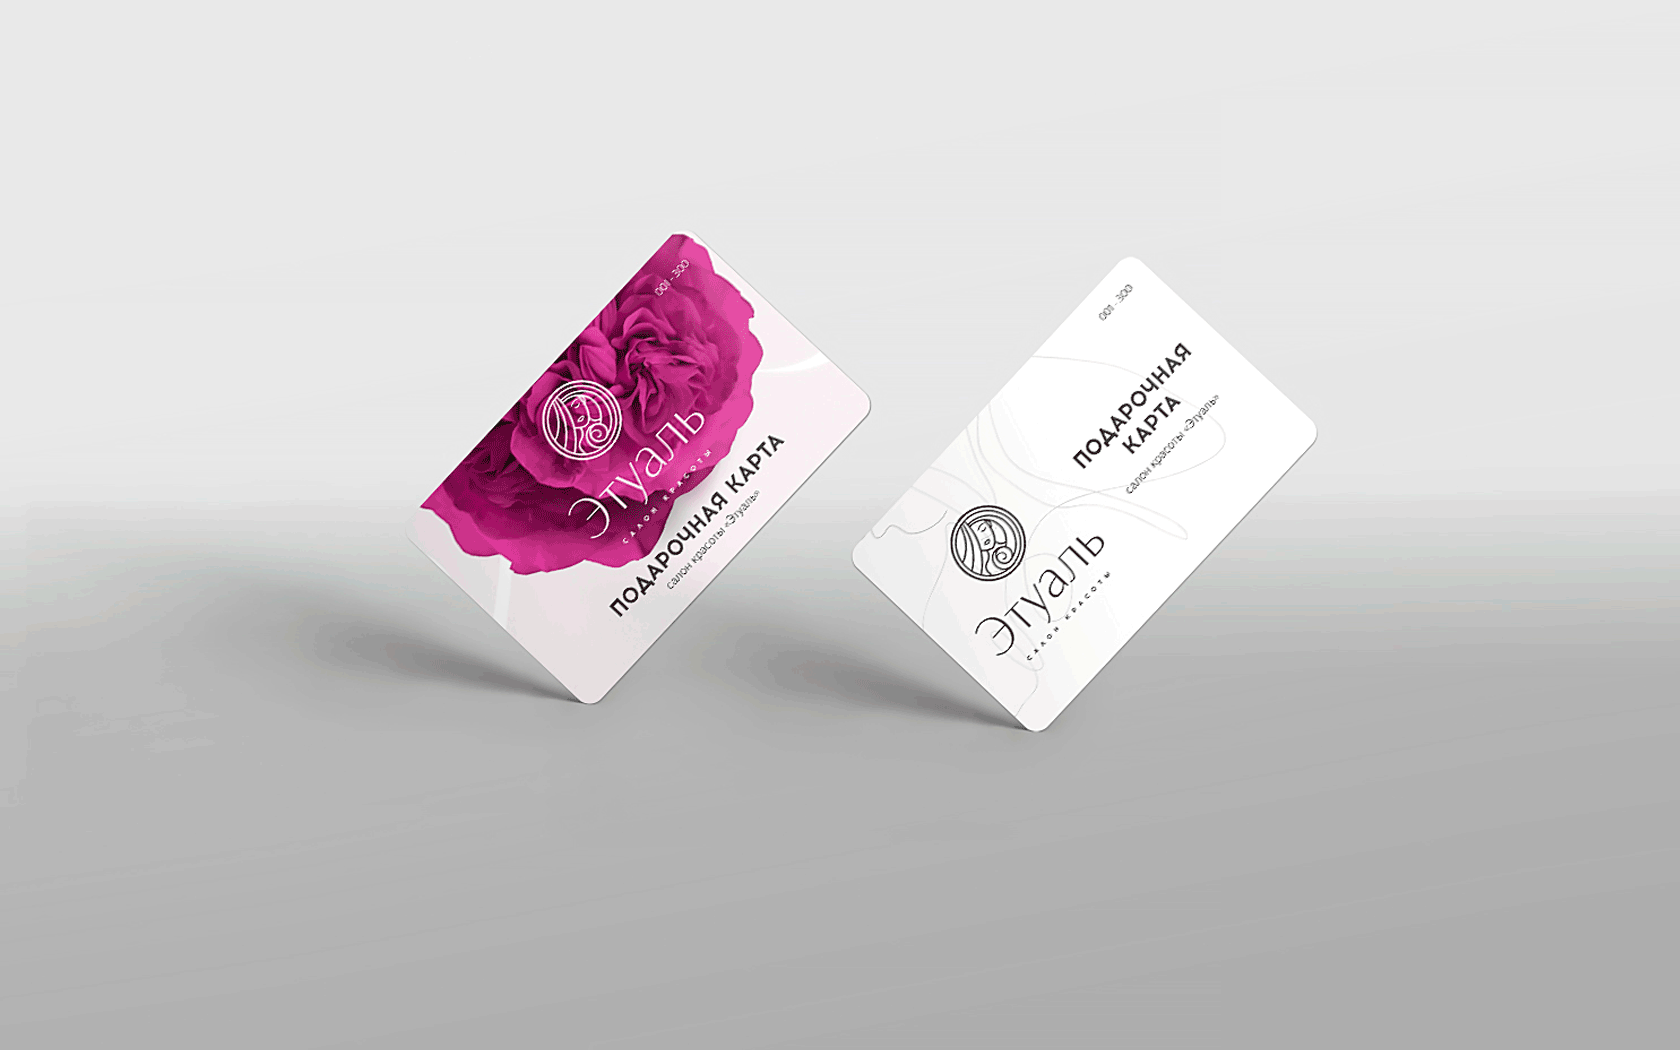 001 - 300
Этуаль
САЛОН КРАСОТЫ
ПОДАРОЧНАЯ КАРТА
салон красоты «Этуаль»
001 - 300
ПОДАРОЧНАЯ
КАРТА
салон красоты «Этуаль»
Этуаль
САЛОН КРАСОТЫ